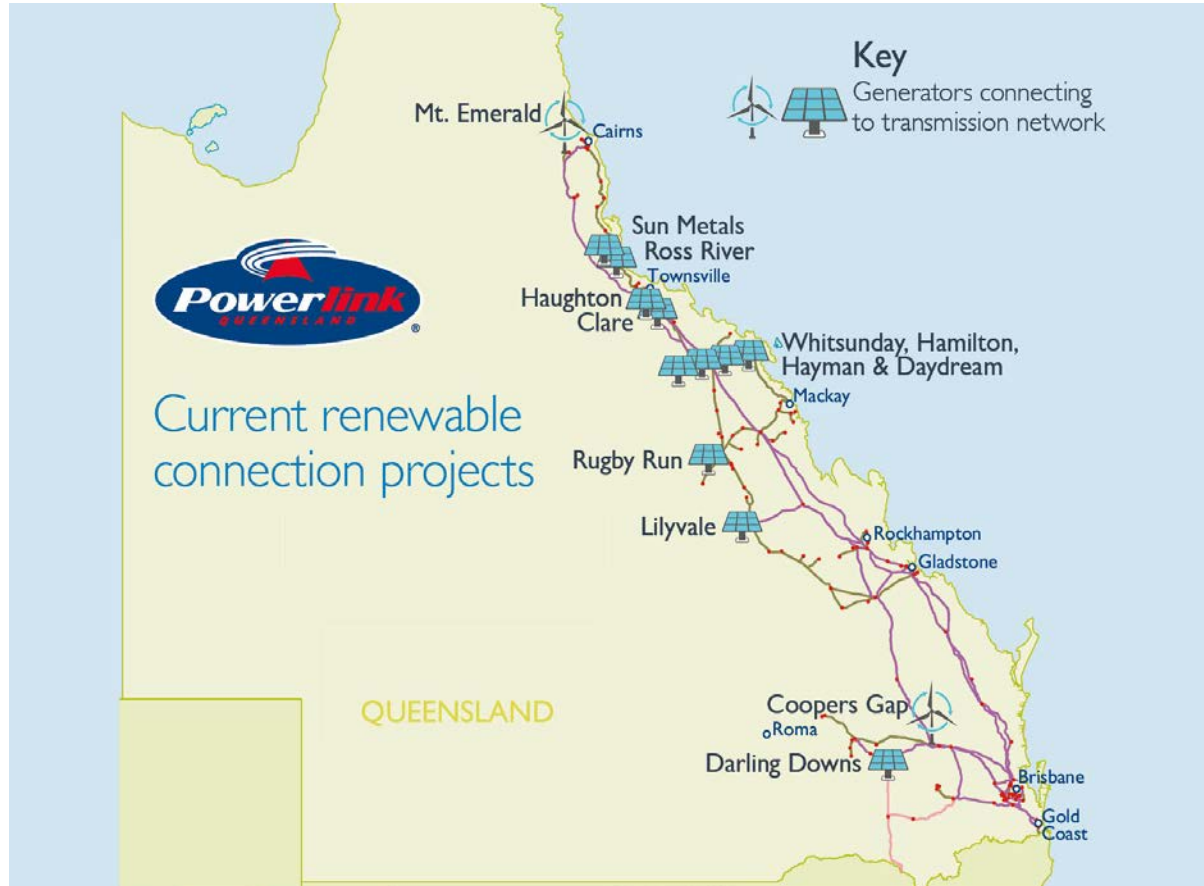 Key
Generators connecting
to transmission network
Mt. Emerald
Cairns
Sun Metals
Ross River
Townsville
Haughton
Clare
Powerlink
QUEENSLAND
®
Whitsunday, Hamilton,
Hayman & Daydream
Mackay
Current renewable
connection projects
Rugby Run
Lilyvale
Rockhampton
Gladstone
QUEENSLAND
Coopers Gap
Roma
Darling Downs
Brisbane
Gold
Coast